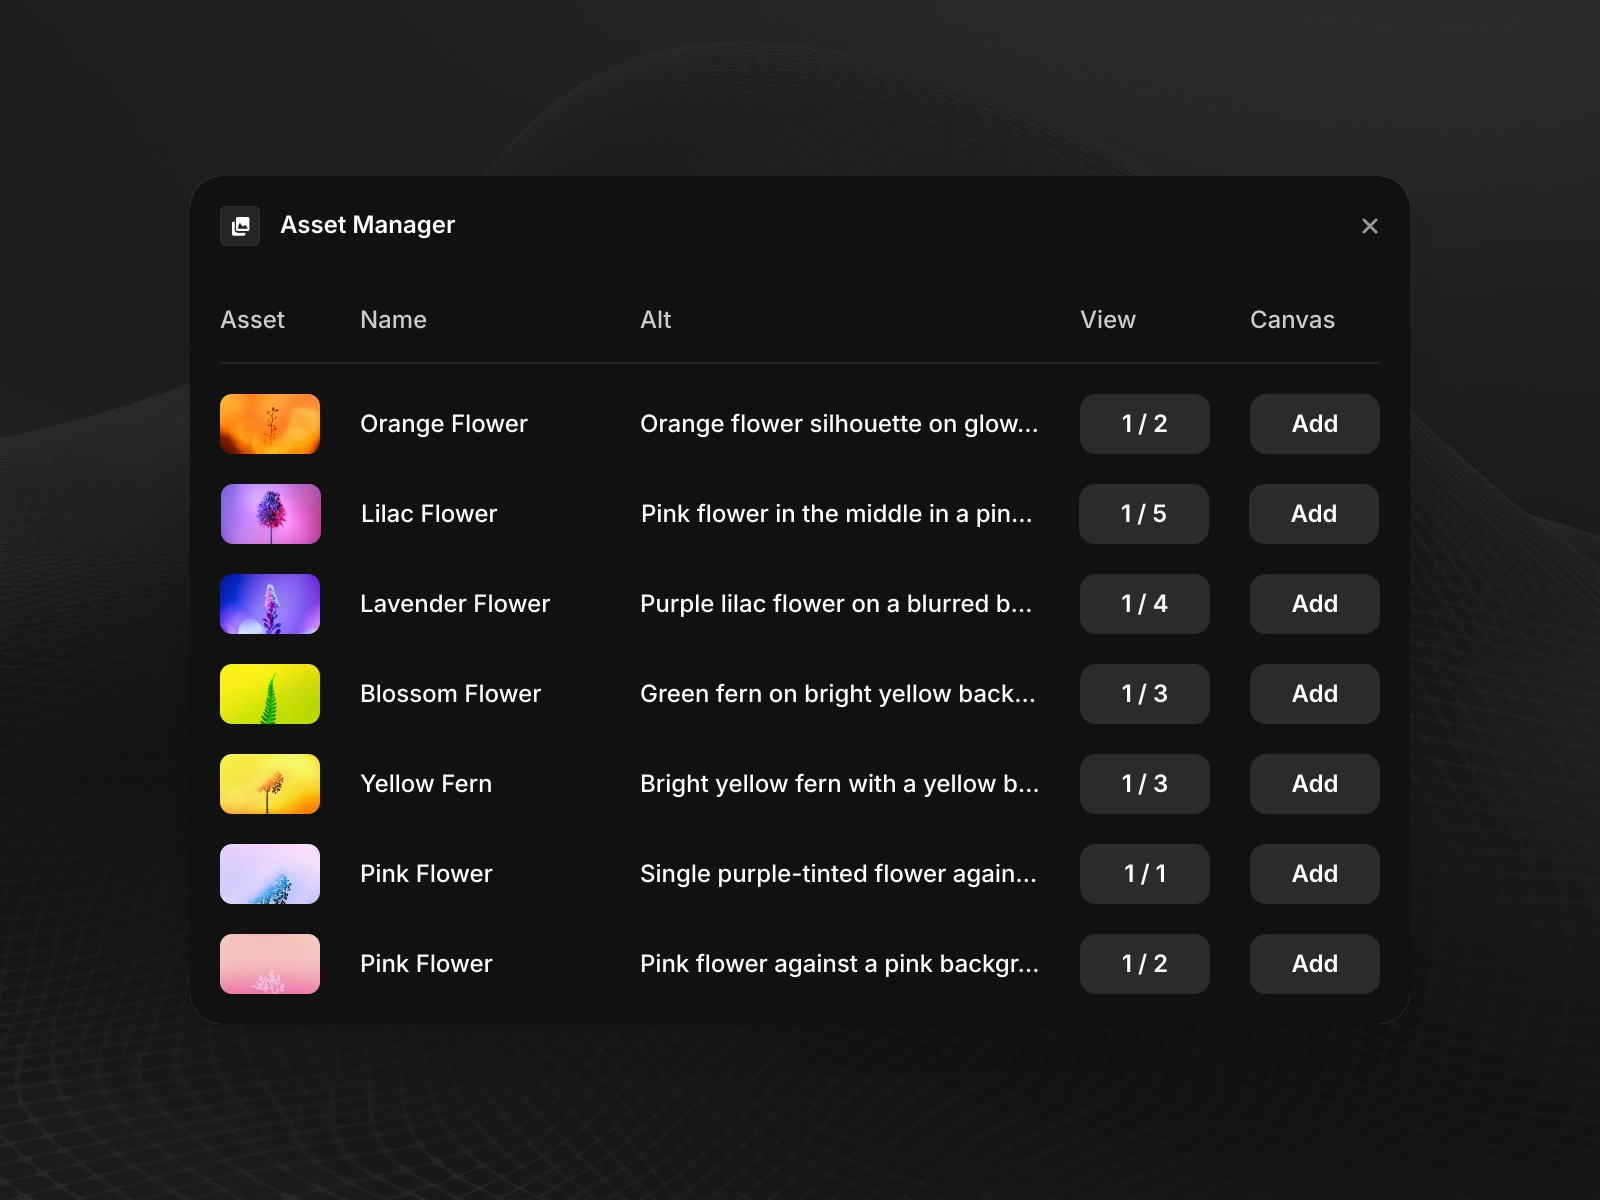 Asset Manager
Asset Name Alt View Canvas
Orange Flower Orange flower silhouette on glow... 1 / 2 Add
Lilac Flower Pink flower in the middle in a pin... 1 / 5 Add
Lavender Flower Purple lilac flower on a blurred b... 1 / 4 Add
Blossom Flower Green fern on bright yellow back... 1 / 3 Add
Yellow Fern Bright yellow fern with a yellow b... 1 / 3 Add
Pink Flower Single purple-tinted flower again... 1 / 1 Add
Pink Flower Pink flower against a pink backgr... 1 / 2 Add